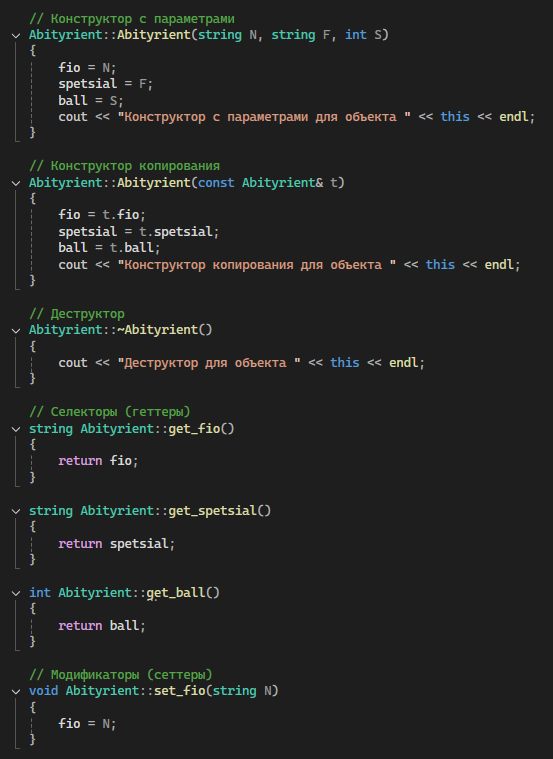 // Конструктор с параметрами
Abityrient::Abityrient(string N, string F, int S)
{
    fio = N;
    spetsial = F;
    ball = S;
    cout << "Конструктор с параметрами для объекта " << this << endl;
}
// Конструктор копирования
Abityrient::Abityrient(const Abityrient& t)
{
    fio = t.fio;
    spetsial = t.spetsial;
    ball = t.ball;
    cout << "Конструктор копирования для объекта " << this << endl;
}
// Деструктор
Abityrient::~Abityrient()
{
    cout << "Деструктор для объекта " << this << endl;
}
// Селекторы (геттеры)
string Abityrient::get_fio()
{
    return fio;
}
string Abityrient::get_spetsial()
{
    return spetsial;
}
int Abityrient::get_ball()
{
    return ball;
}
// Модификаторы (сеттеры)
void Abityrient::set_fio(string N)
{
    fio = N;
}